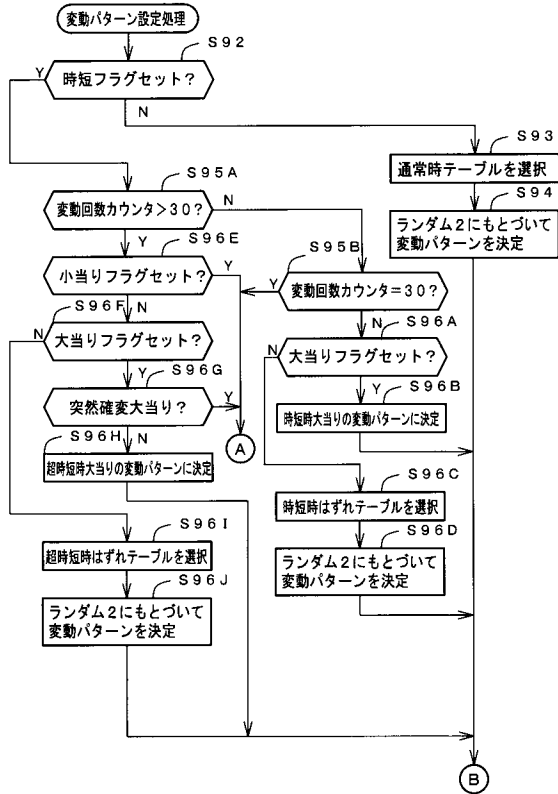 変動パターン設定処理
S92
時短フラグセット?
Y
N
S93
通常時テーブルを選択
S94
ランダム2にもとづいて
変動パターンを決定
S95A
変動回数カウンタ>30?
N
Y
S96E
小当りフラグセット?
Y
N
S95B
変動回数カウンタ=30?
Y
N
S96F
大当りフラグセット?
N
Y
S96A
大当りフラグセット?
N
Y
S96G
突然確変大当り?
Y
N
S96B
時短時大当りの変動パターンに決定
A
S96H
超時短時大当りの変動パターンに決定
S96C
時短時はずれテーブルを選択
S96D
ランダム2にもとづいて
変動パターンを決定
S96I
超時短時はずれテーブルを選択
S96J
ランダム2にもとづいて
変動パターンを決定
B